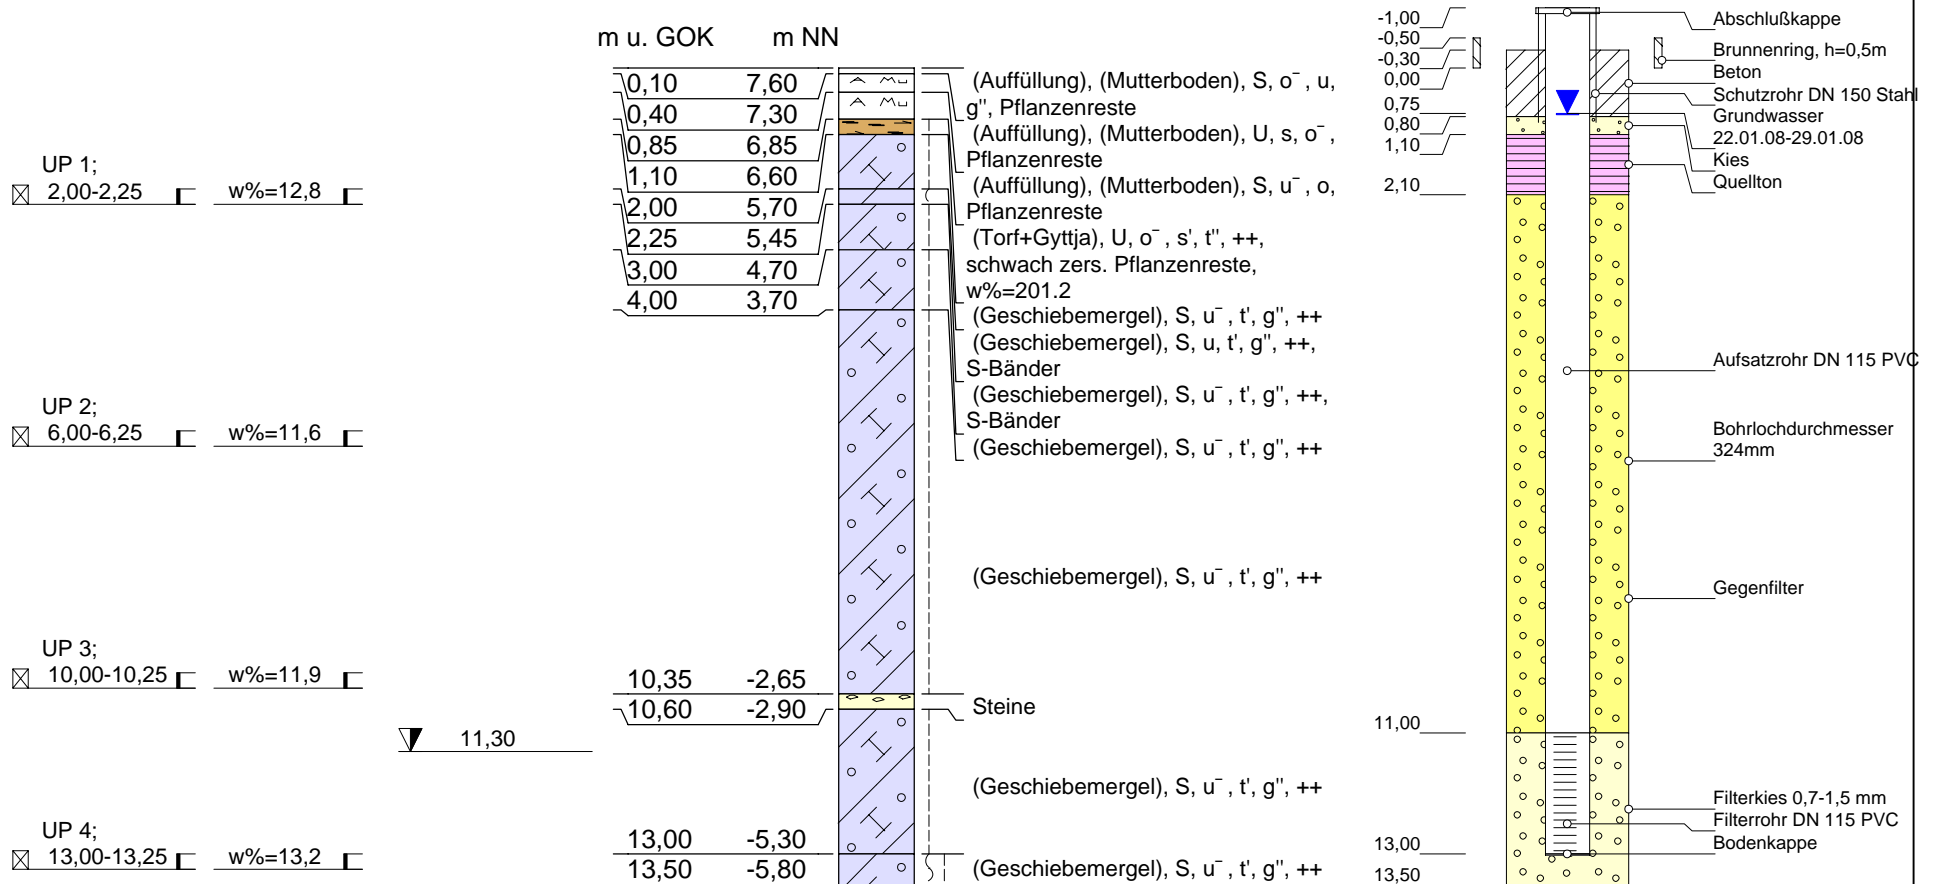 UP 1;
2,00-2,25
w%=12,8
UP 2;
6,00-6,25
w%=11,6
UP 3;
10,00-10,25
w%=11,9
UP 4;
13,00-13,25
w%=13,2
11,30
m u. GOK m NN
0,10 7,60
0,40 7,30
0,85 6,85
1,10 6,60
2,00 5,70
2,25 5,45
3,00 4,70
4,00 3,70
10,35 -2,65
10,60 -2,90
13,00 -5,30
13,50 -5,80
(Auffüllung), (Mutterboden), S, o¯, u,
g'', Pflanzenreste
(Auffüllung), (Mutterboden), U, s, o¯,
Pflanzenreste
(Auffüllung), (Mutterboden), S, u¯, o,
Pflanzenreste
(Torf+Gyttja), U, o¯, s', t'', ++,
schwach zers. Pflanzenreste,
w%=201.2
(Geschiebemergel), S, u¯, t', g'', ++
(Geschiebemergel), S, u, t', g'', ++,
S-Bänder
(Geschiebemergel), S, u¯, t', g'', ++,
S-Bänder
(Geschiebemergel), S, u¯, t', g'', ++
(Geschiebemergel), S, u¯, t', g'', ++
Steine
(Geschiebemergel), S, u¯, t', g'', ++
(Geschiebemergel), S, u¯, t', g'', ++
-1,00
-0,50
-0,30
0,00
0,75
0,80
1,10
2,10
11,00
13,00
13,50
Abschlußkappe
Brunnenring, h=0,5m
Beton
Schutzrohr DN 150 Stahl
Grundwasser
22.01.08-29.01.08
Kies
Quellton
Aufsatzrohr DN 115 PVC
Bohrlochdurchmesser
324mm
Gegenfilter
Filterkies 0,7-1,5 mm
Filterrohr DN 115 PVC
Bodenkappe